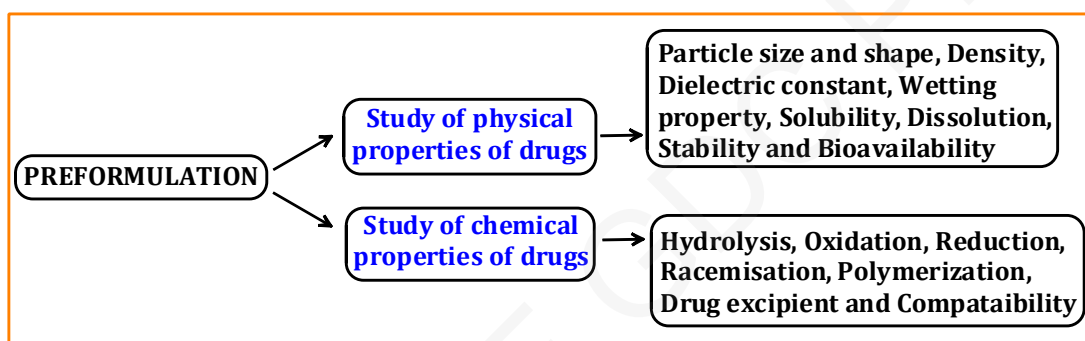 Particle size and shape, Density,
Dielectric constant, Wetting
property, Solubility, Dissolution,
Stability and Bioavailability
Study of physical
properties of drugs
PREFORMULATION
Study of chemical
properties of drugs
Hydrolysis, Oxidation, Reduction,
Racemisation, Polymerization,
Drug excipient and Compataibility